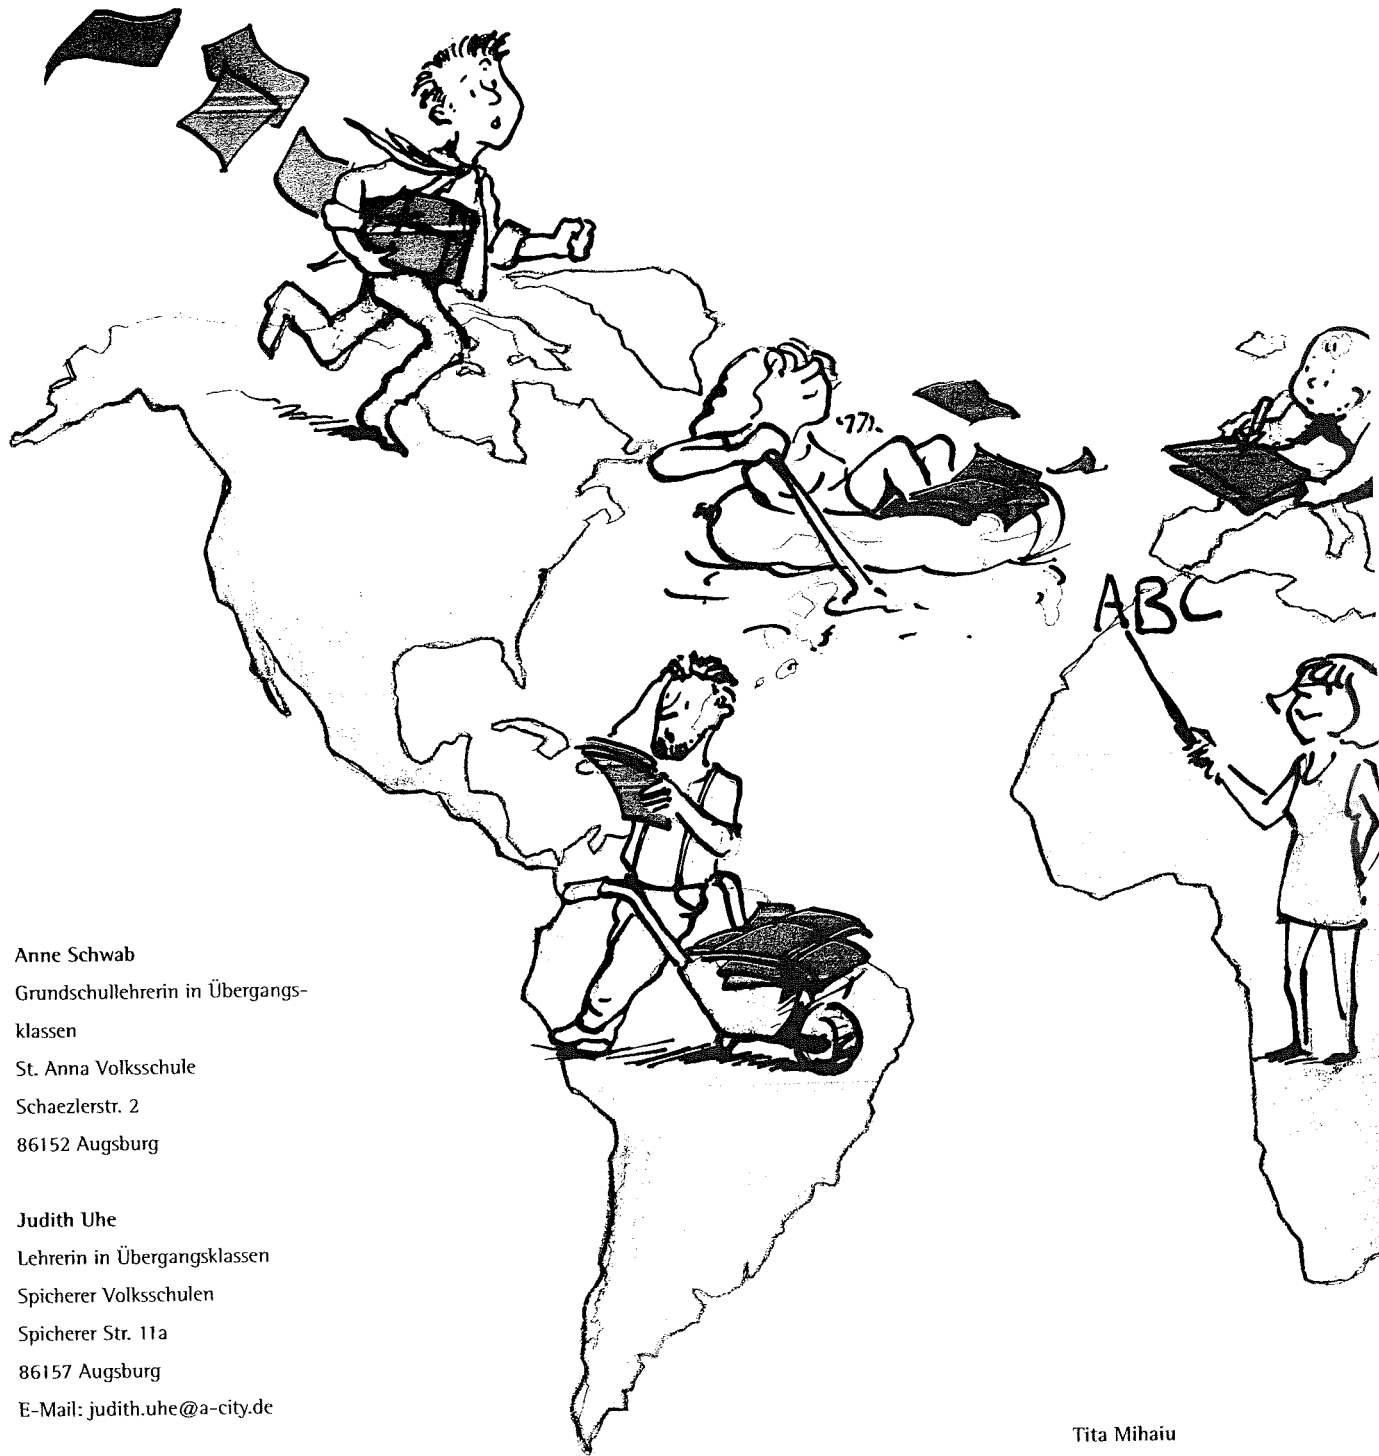 ABC
Anne Schwab
Grundschullehrerin in Übergangs-
klassen
St. Anna Volksschule
Schaezlerstr. 2
86152 Augsburg
Judith Uhe
Lehrerin in Übergangsklassen
Spicherer Volksschulen
Spicherer Str. 11a
86157 Augsburg
E-Mail: judith.uhe@a-city.de
Tita Mihaiu